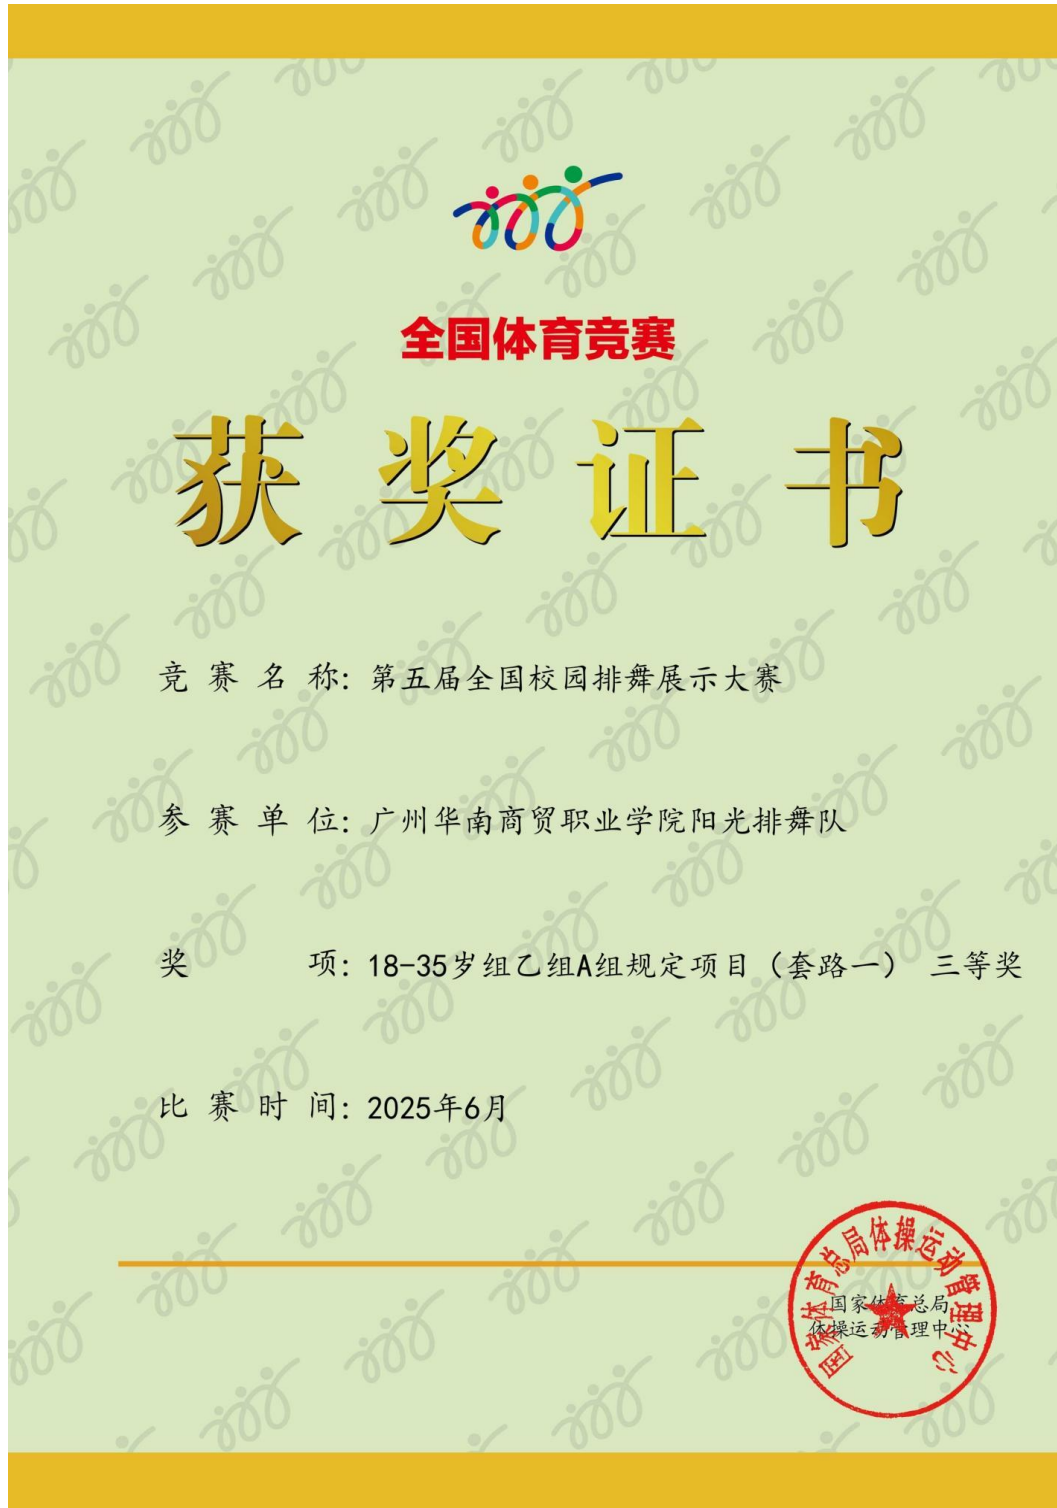 全国体育竞赛
获奖证书
竞赛名称: 第五届全国校园排舞展示大赛
参赛单位: 广州华南商贸职业学院阳光排舞队
奖项: 18-35岁组乙组A组规定项目（套路一） 三等奖
比赛时间: 2025年6月
国家体育总局体操运动管理中心
国家体育总局
体操运动管理中心